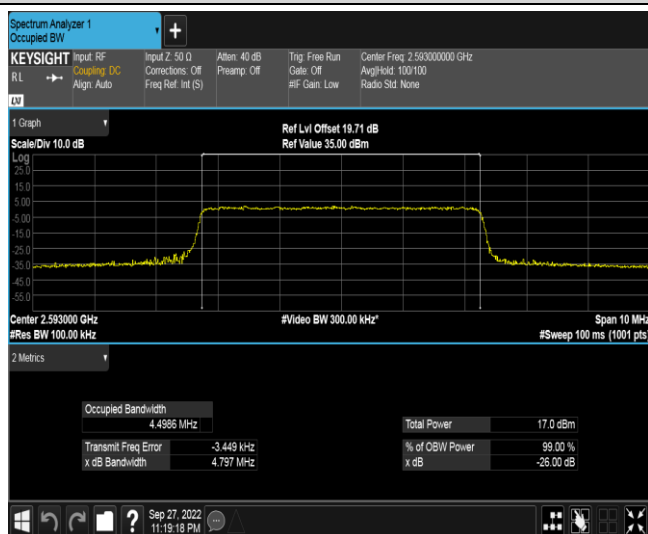 Spectrum Analyzer 1
Occupied BW
KEYSIGHT
R L
LXI
Input: RF
Coupling: DC
Align: Auto
Input Z: 50 Ω
Corrections: Off
Freq Ref: Int (S)
Atten: 40 dB
Preamp: Off
Trig: Free Run
Gate: Off
#IF Gain: Low
Center Freq: 2.593000000 GHz
Avg|Hold: 100/100
Radio Std: None
1 Graph
Scale/Div 10.0 dB
Ref Lvl Offset 19.71 dB
Ref Value 35.00 dBm
Log
25.0
15.0
5.00
-5.00
-15.0
-25.0
-35.0
-45.0
-55.0
Center 2.593000 GHz
#Res BW 100.00 kHz
#Video BW 300.00 kHz*
Span 10 MHz
#Sweep 100 ms (1001 pts)
2 Metrics
Occupied Bandwidth
4.4986 MHz
Transmit Freq Error -3.449 kHz
x dB Bandwidth 4.797 MHz
Total Power 17.0 dBm
% of OBW Power 99.00 %
x dB -26.00 dB
?
Sep 27, 2022
11:19:18 PM